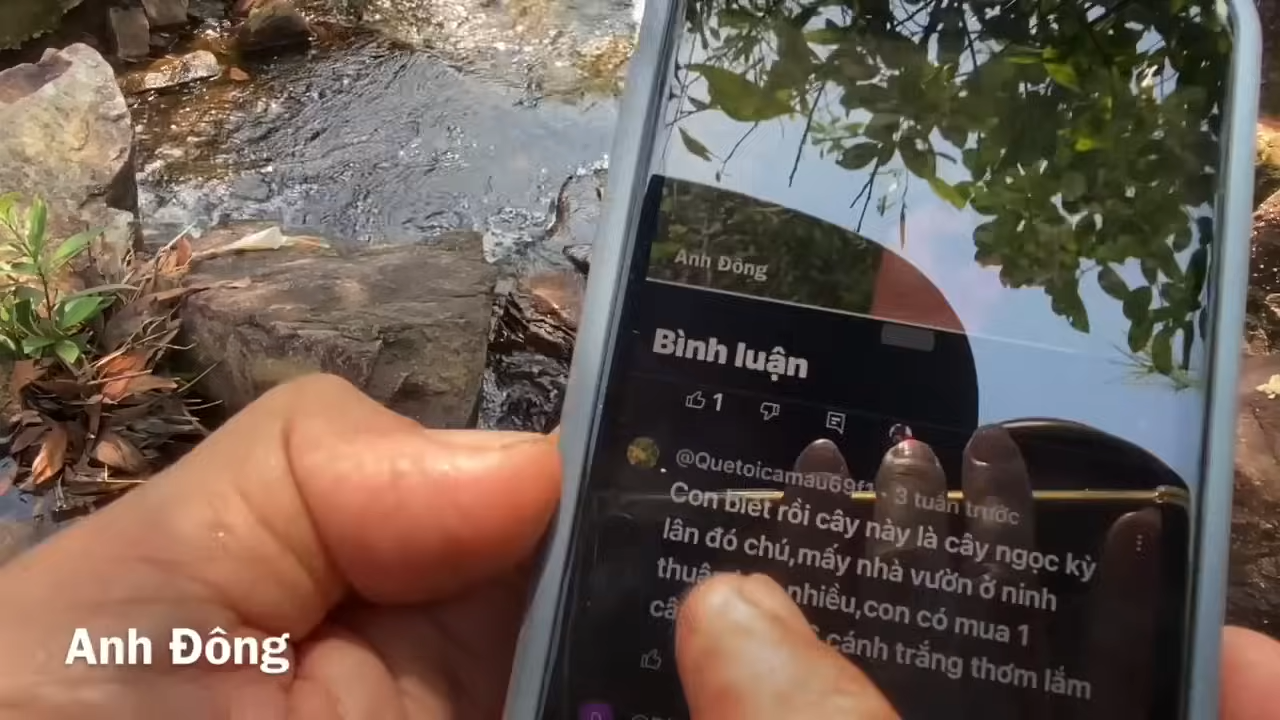 Anh Đông
Bình luận
1
@Quetoicamau69f1 · 3 tuần trước
Con biết rồi cây này là cây ngọc kỳ
lân đó chú,mấy nhà vườn ở ninh
nhiều,con có mua 1
cánh trắng thơm lắm
Anh Đông